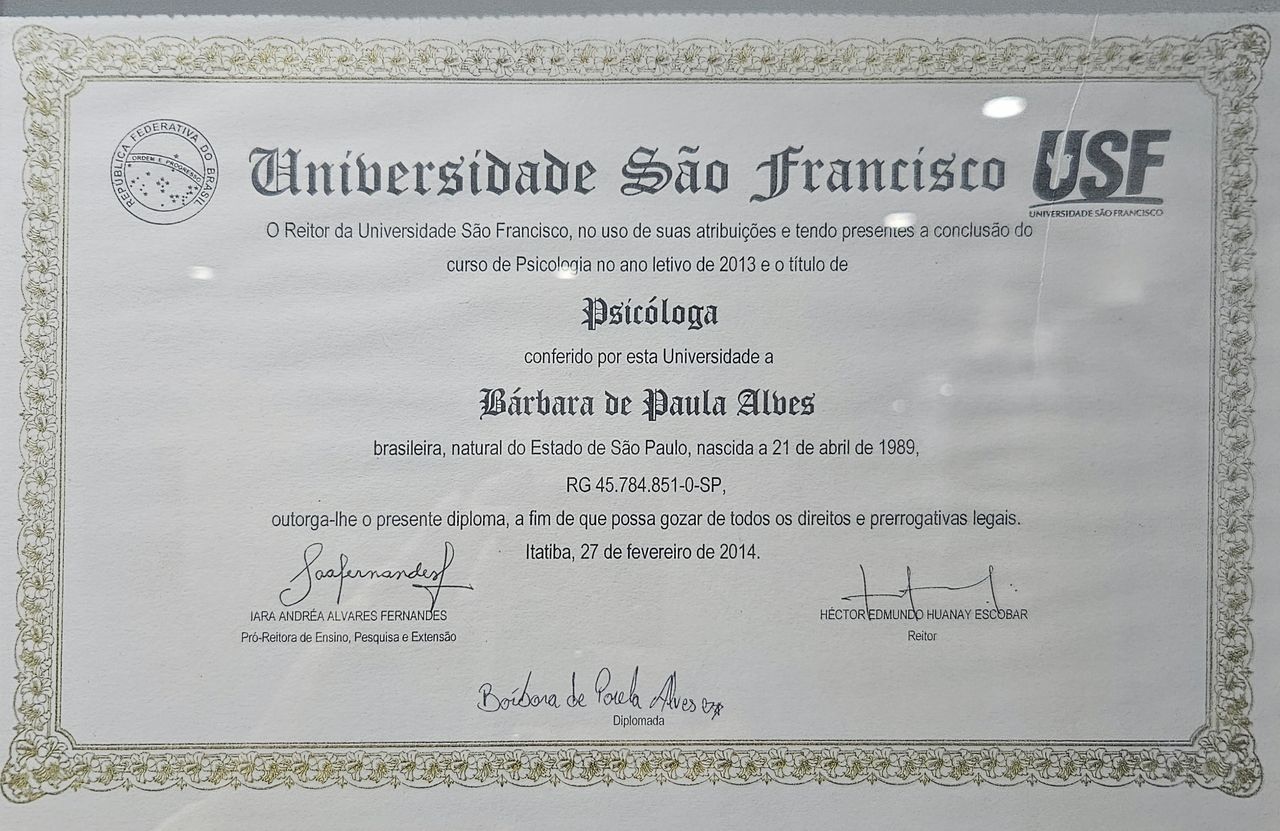 REPÚBLICA FEDERATIVA DO BRASIL
ORDEM E PROGRESSO
Universidade São Francisco
USF
UNIVERSIDADE SÃO FRANCISCO
O Reitor da Universidade São Francisco, no uso de suas atribuições e tendo presentes a conclusão do
curso de Psicologia no ano letivo de 2013 e o título de
Psicóloga
conferido por esta Universidade a
Bárbara de Paula Alves
brasileira, natural do Estado de São Paulo, nascida a 21 de abril de 1989,
RG 45.784.851-0-SP,
outorga-lhe o presente diploma, a fim de que possa gozar de todos os direitos e prerrogativas legais.
Itatiba, 27 de fevereiro de 2014.
IARA ANDRÉA ALVARES FERNANDES
Pró-Reitora de Ensino, Pesquisa e Extensão
HÉCTOR EDMUNDO HUANAY ESCOBAR
Reitor
Bárbara de Paula Alves
Diplomada